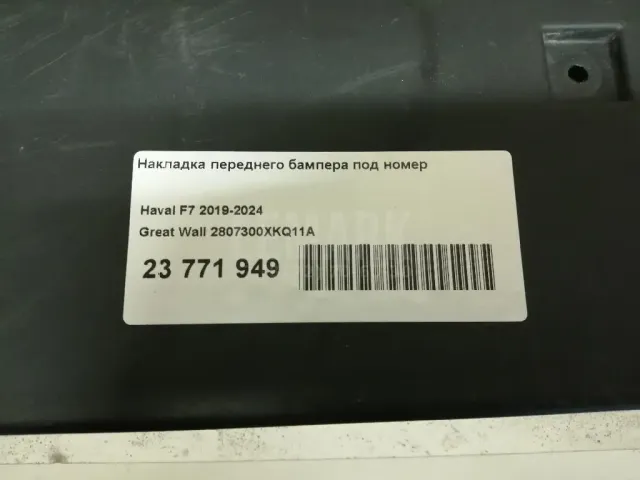 Накладка переднего бампера под номер
Haval F7 2019-2024
Great Wall 2807300XKQ11A
23 771 949